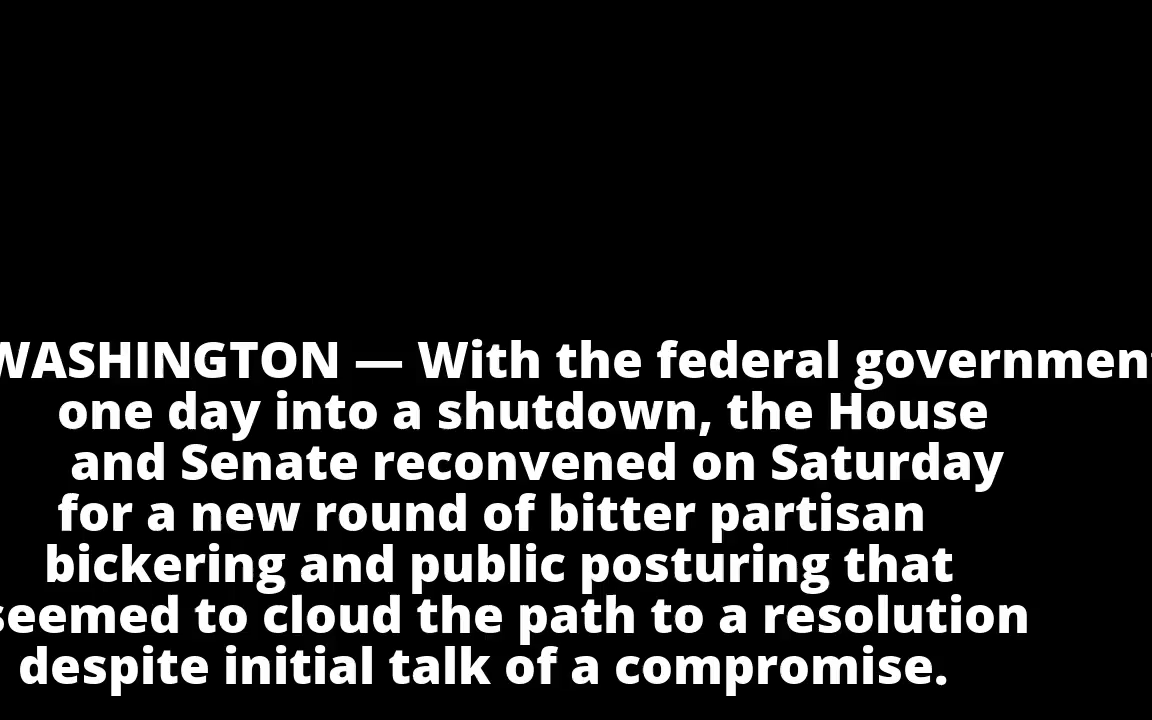 WASHINGTON — With the federal government
one day into a shutdown, the House
and Senate reconvened on Saturday
for a new round of bitter partisan
bickering and public posturing that
seemed to cloud the path to a resolution
despite initial talk of a compromise.